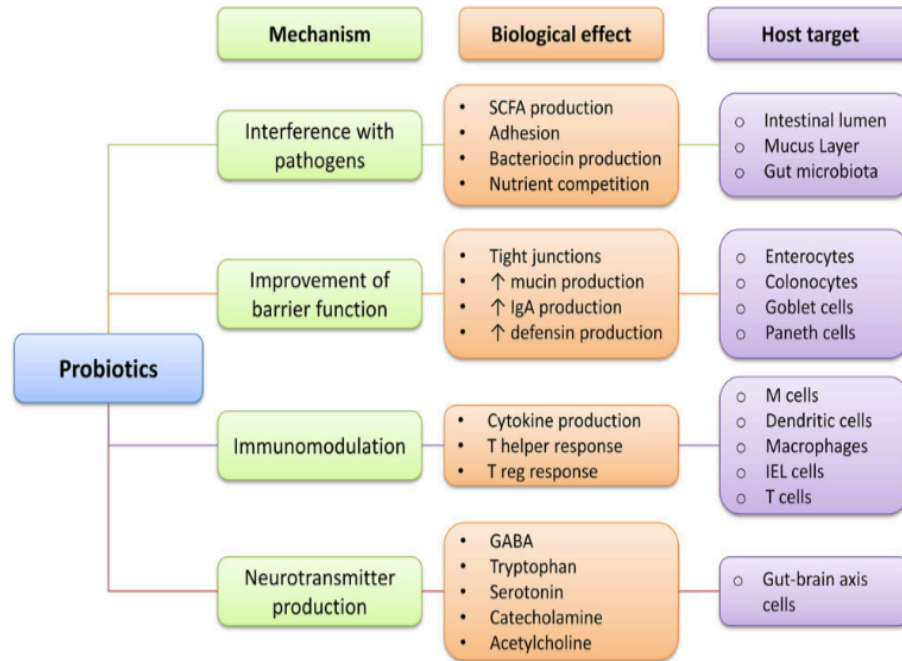 Mechanism
Biological effect
Host target
Interference with
pathogens
• SCFA production
• Adhesion
• Bacteriocin production
• Nutrient competition
○ Intestinal lumen
○ Mucus Layer
○ Gut microbiota
Improvement of
barrier function
• Tight junctions
• ↑ mucin production
• ↑ IgA production
• ↑ defensin production
○ Enterocytes
○ Colonocytes
○ Goblet cells
○ Paneth cells
Probiotics
Immunomodulation
• Cytokine production
• T helper response
• T reg response
○ M cells
○ Dendritic cells
○ Macrophages
○ IEL cells
○ T cells
Neurotransmitter
production
• GABA
• Tryptophan
• Serotonin
• Catecholamine
• Acetylcholine
○ Gut-brain axis
cells